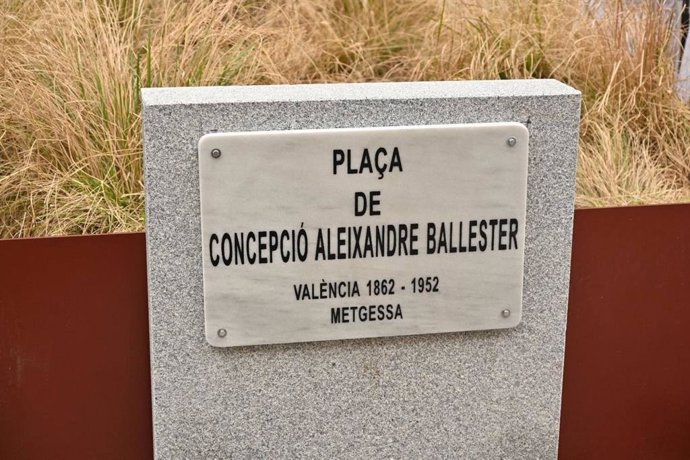 PLAÇA
DE
CONCEPCIÓ ALEIXANDRE BALLESTER
VALÈNCIA 1862 - 1952
METGESSA